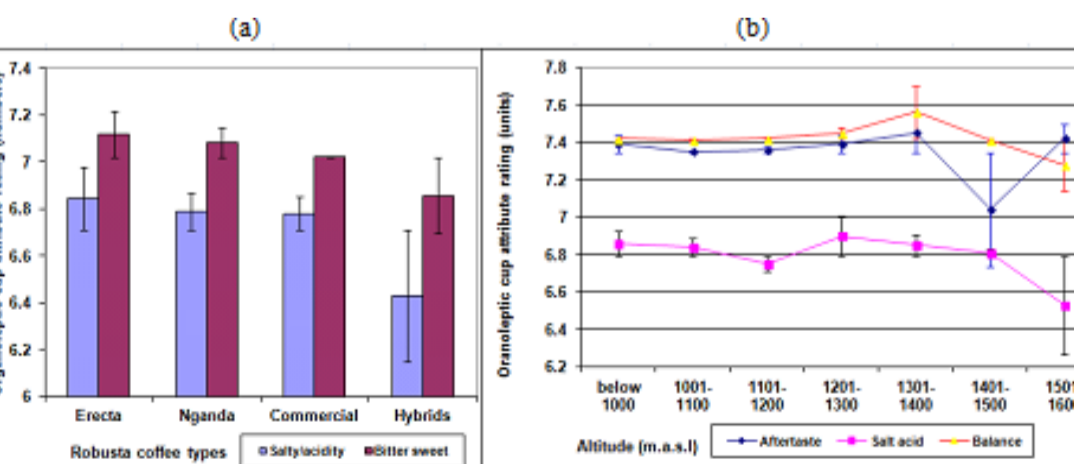 (a)
(b)
7.4
7.2
7
6.8
6.6
6.4
6.2
6
Erecta Nganda Commercial Hybrids
Robusta coffee types
Salty/acidity Bitter sweet
Oranoleptic cup attribute rating (units)
7.8
7.6
7.4
7.2
7
6.8
6.6
6.4
6.2
below 1001- 1101- 1201- 1301- 1401- 1501
1000 1100 1200 1300 1400 1500 160
Altitude (m.a.s.l)
Aftertaste Salt acid Balance